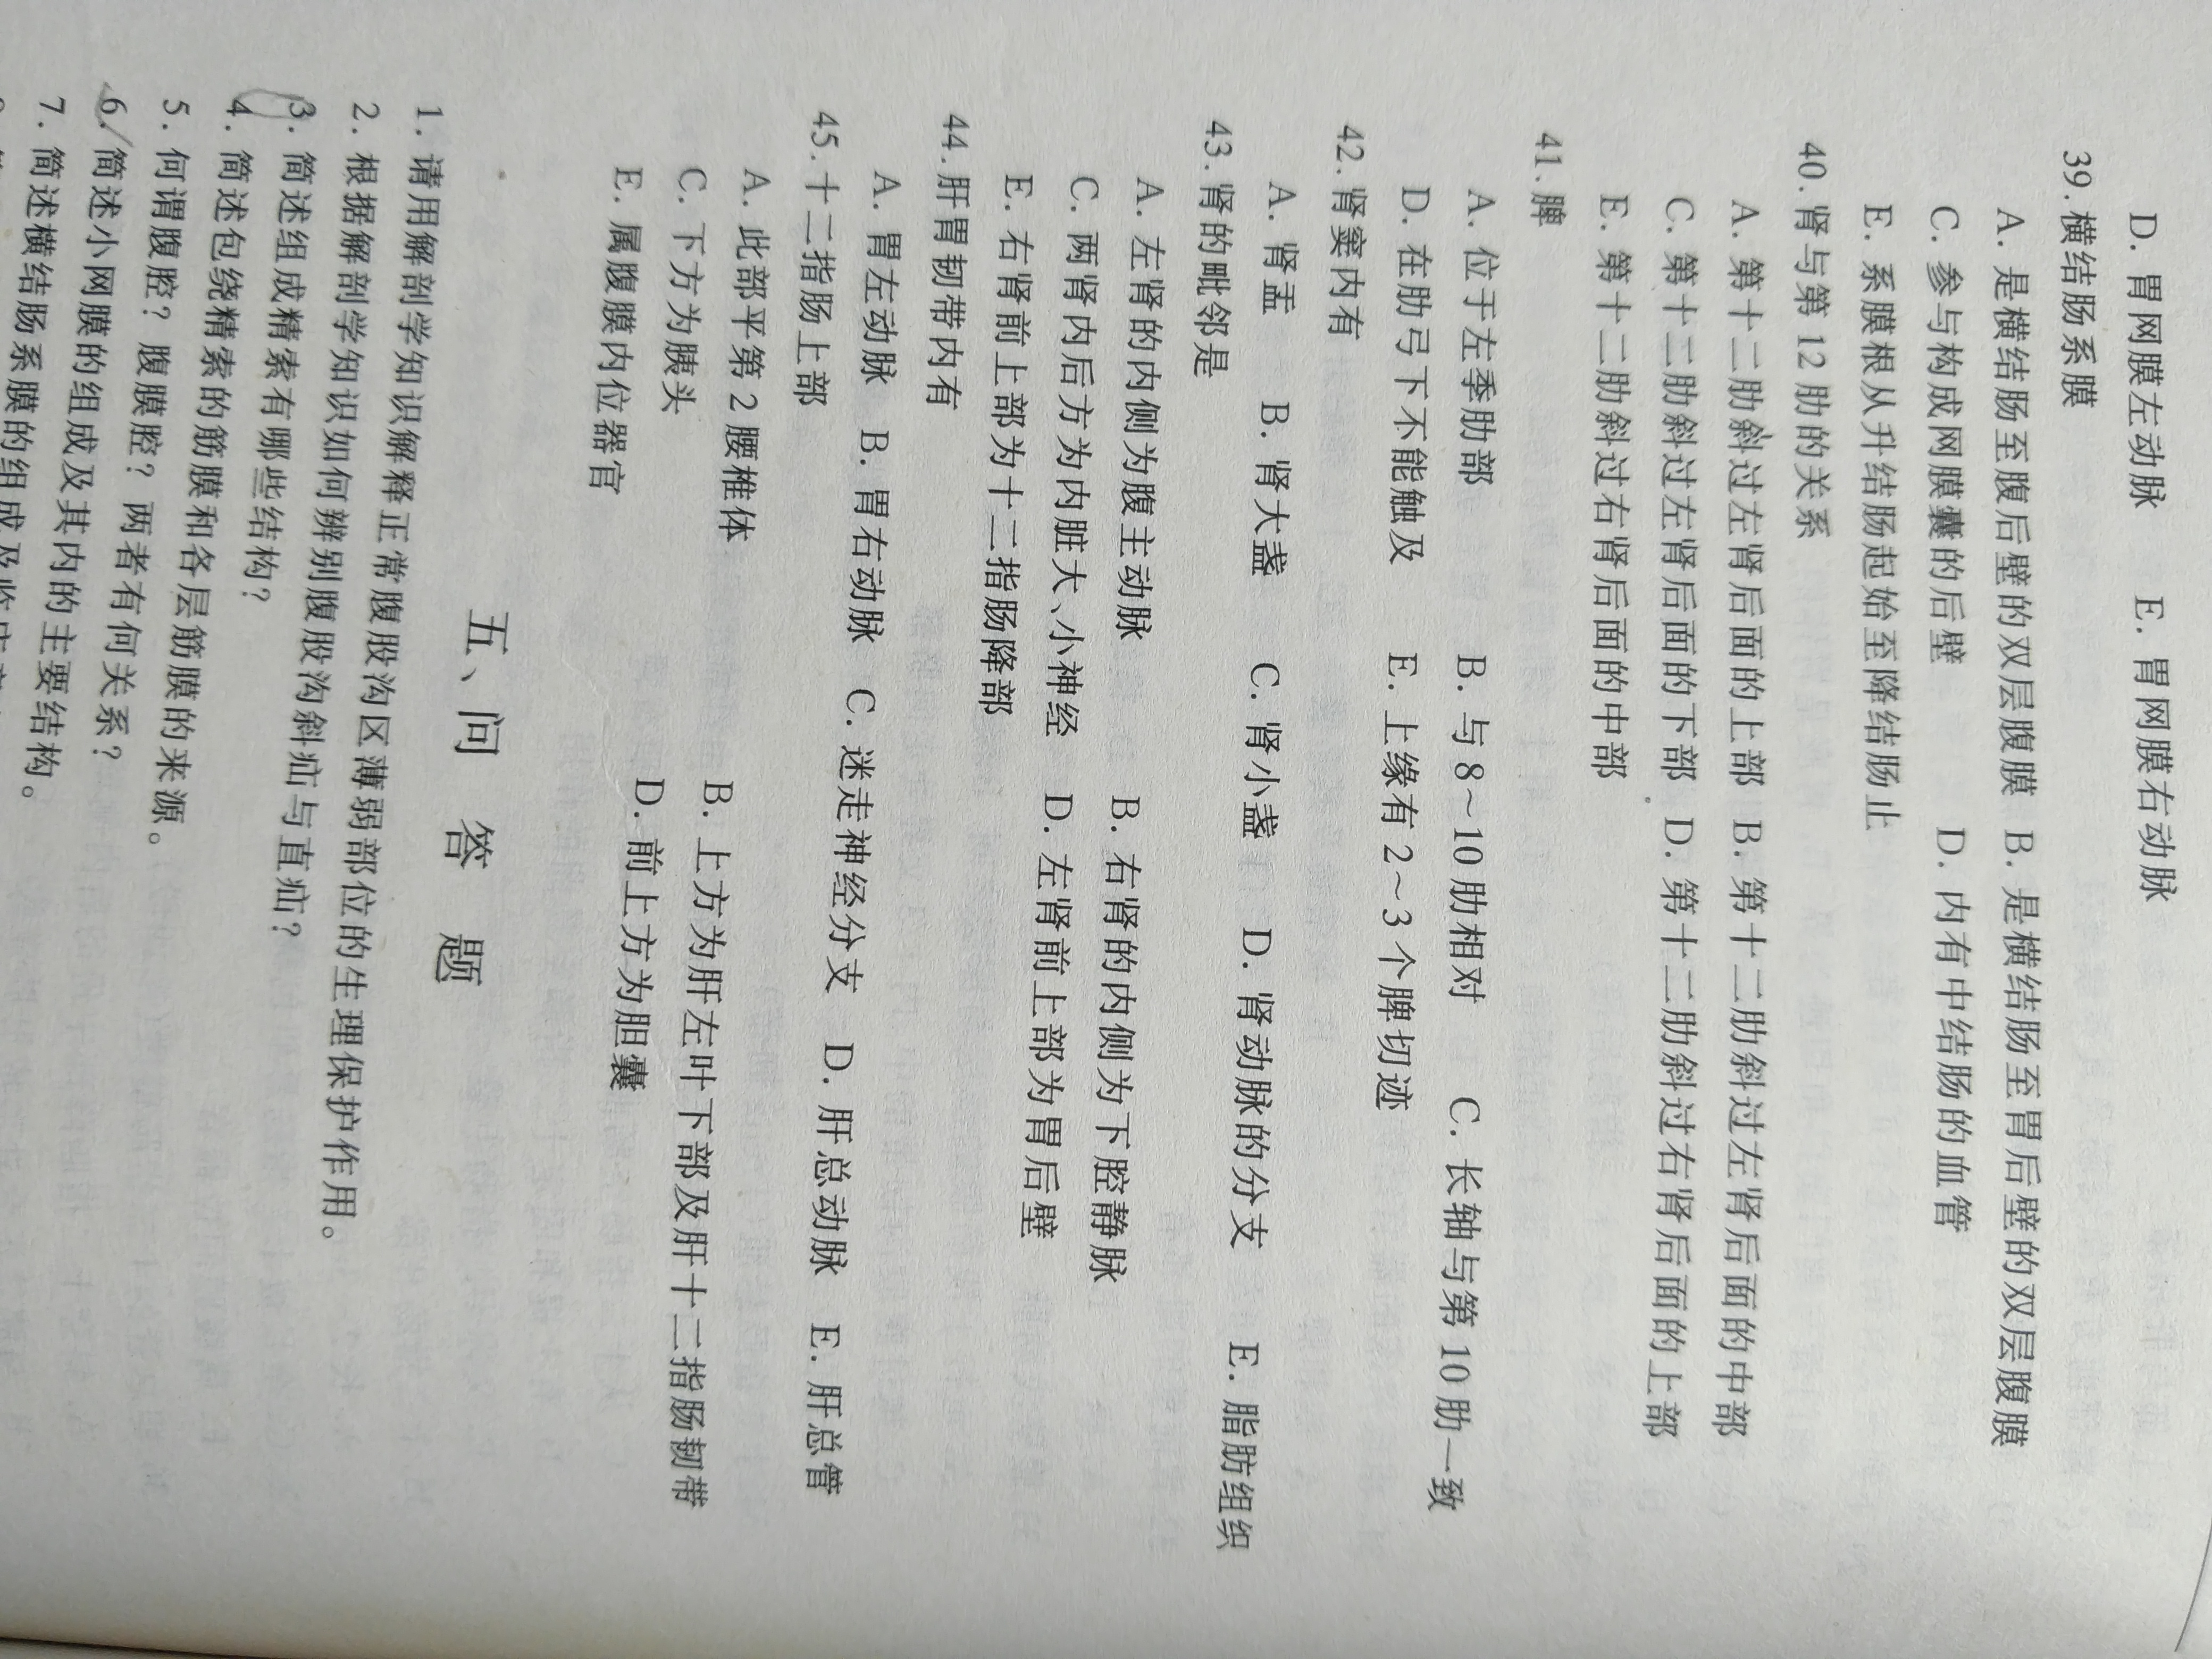 D. 胃网膜左动脉 E. 胃网膜右动脉
39. 横结肠系膜
A. 是横结肠至腹后壁的双层腹膜 B. 是横结肠至胃后壁的双层腹膜
C. 参与构成网膜囊的后壁 D. 内有中结肠的血管
E. 系膜根从升结肠起始至降结肠止
40. 肾与第 12 肋的关系
A. 第十二肋斜过左肾后面的上部 B. 第十二肋斜过左肾后面的中部
C. 第十二肋斜过左肾后面的下部 D. 第十二肋斜过右肾后面的上部
E. 第十二肋斜过右肾后面的中部
41. 脾
A. 位于左季肋部 B. 与 8～10 肋相对 C. 长轴与第 10 肋一致
D. 在肋弓下不能触及 E. 上缘有 2～3 个脾切迹
42. 肾窦内有
A. 肾盂 B. 肾大盏 C. 肾小盏 D. 肾动脉的分支 E. 脂肪组织
43. 肾的毗邻是
A. 左肾的内侧为腹主动脉 B. 右肾的内侧为下腔静脉
C. 两肾内后方为内脏大、小神经 D. 左肾前上部为胃后壁
E. 右肾前上部为十二指肠降部
44. 肝胃韧带内有
A. 胃左动脉 B. 胃右动脉 C. 迷走神经分支 D. 肝总动脉 E. 肝总管
45. 十二指肠上部
A. 此部平第 2 腰椎体 B. 上方为肝左叶下部及肝十二指肠韧带
C. 下方为胰头 D. 前上方为胆囊
E. 属腹膜内位器官
五、问 答 题
1. 请用解剖学知识解释正常腹股沟区薄弱部位的生理保护作用。
2. 根据解剖学知识如何辨别腹股沟斜疝与直疝？
3. 简述组成精索有哪些结构？
4. 简述包绕精索的筋膜和各层筋膜的来源。
5. 何谓腹腔？腹膜腔？两者有何关系？
6. 简述小网膜的组成及其内的主要结构。
7. 简述横结肠系膜的组成及临床